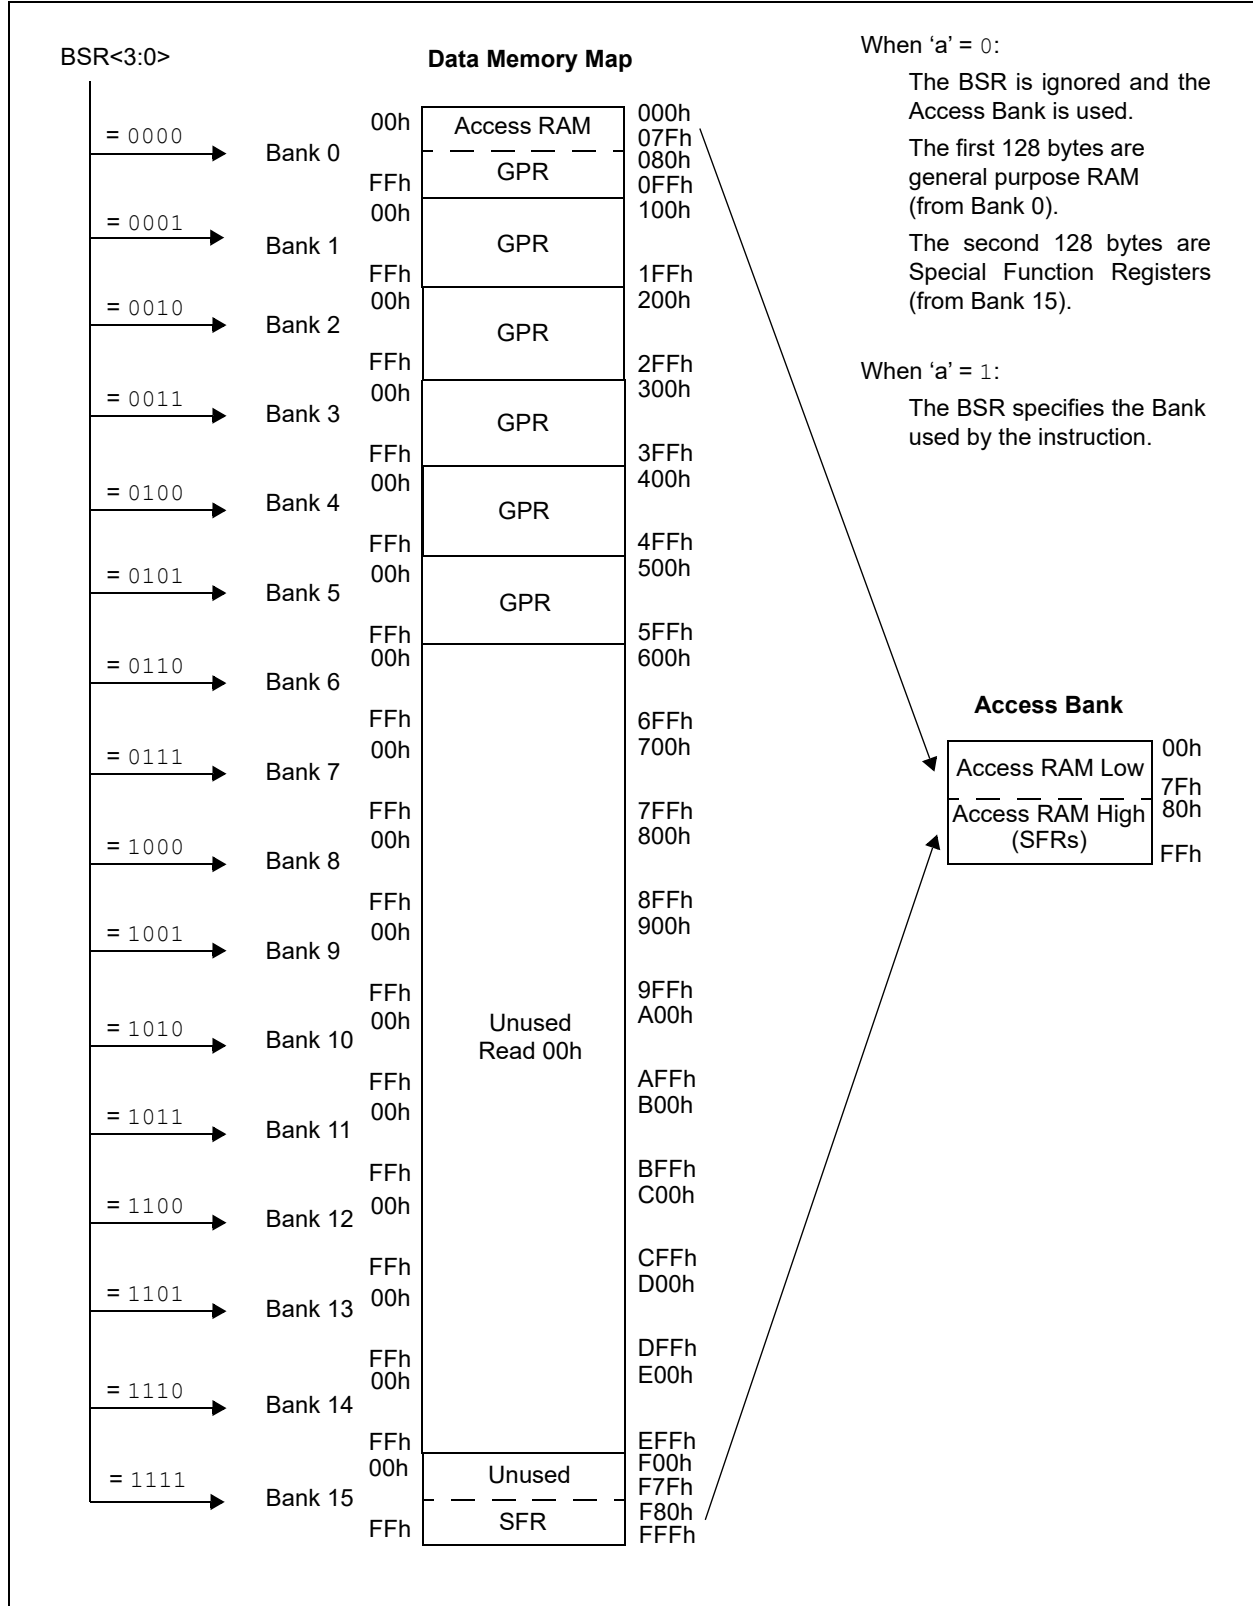 BSR<3:0>
Data Memory Map
When ‘a’ = 0:
The BSR is ignored and the
Access Bank is used.
The first 128 bytes are
general purpose RAM
(from Bank 0).
The second 128 bytes are
Special Function Registers
(from Bank 15).
When ‘a’ = 1:
The BSR specifies the Bank
used by the instruction.
= 0000
Bank 0
00h
Access RAM
000h
07Fh
080h
GPR
FFh
0FFh
= 0001
Bank 1
00h
100h
GPR
FFh
1FFh
= 0010
Bank 2
00h
200h
GPR
FFh
2FFh
= 0011
Bank 3
00h
300h
GPR
FFh
3FFh
= 0100
Bank 4
00h
400h
GPR
FFh
4FFh
= 0101
Bank 5
00h
500h
GPR
FFh
5FFh
= 0110
Bank 6
00h
600h
FFh
6FFh
= 0111
Bank 7
00h
700h
FFh
7FFh
= 1000
Bank 8
00h
800h
FFh
8FFh
= 1001
Bank 9
00h
900h
FFh
9FFh
= 1010
Bank 10
00h
A00h
Unused
Read 00h
FFh
AFFh
= 1011
Bank 11
00h
B00h
FFh
BFFh
= 1100
Bank 12
00h
C00h
FFh
CFFh
= 1101
Bank 13
00h
D00h
FFh
DFFh
= 1110
Bank 14
00h
E00h
FFh
EFFh
= 1111
Bank 15
00h
F00h
Unused
F7Fh
F80h
SFR
FFh
FFFh
Access Bank
Access RAM Low
00h
7Fh
Access RAM High
(SFRs)
80h
FFh